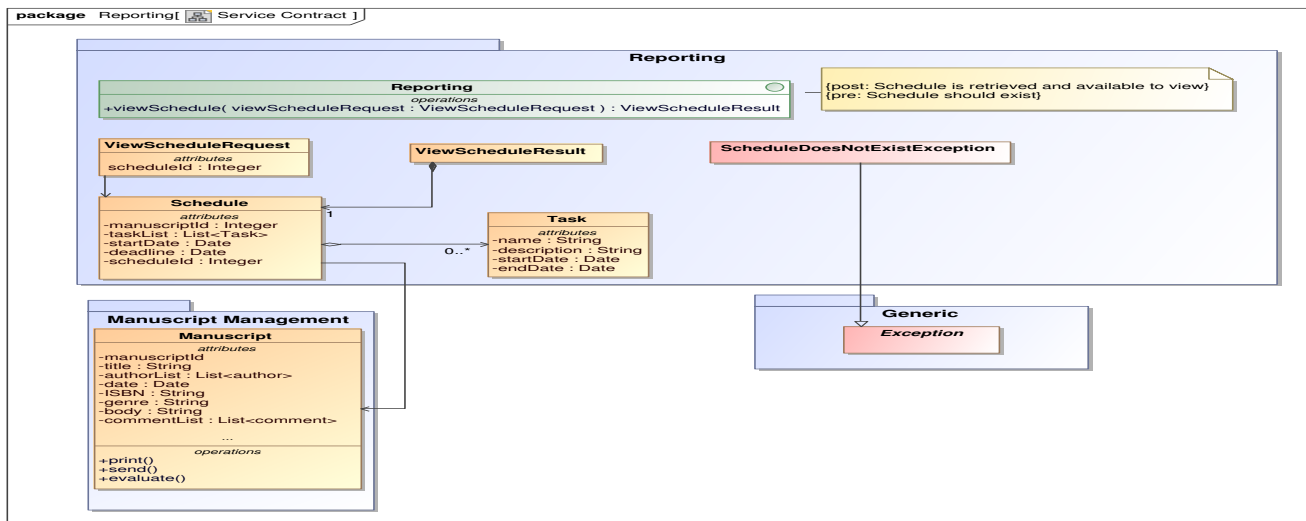 package Reporting[ Service Contract ]
Reporting
Reporting
operations
+viewSchedule( viewScheduleRequest : ViewScheduleRequest ) : ViewScheduleResult
{post: Schedule is retrieved and available to view}
{pre: Schedule should exist}
ViewScheduleRequest
attributes
scheduleId : Integer
ViewScheduleResult
ScheduleDoesNotExistException
Schedule
attributes
-manuscriptId : Integer
-taskList : List<Task>
-startDate : Date
-deadline : Date
-scheduleId : Integer
1
0..*
Task
attributes
-name : String
-description : String
-startDate : Date
-endDate : Date
Manuscript Management
Manuscript
attributes
-manuscriptId
-title : String
-authorList : List<author>
-date : Date
-ISBN : String
-genre : String
-body : String
-commentList : List<comment>
...
operations
+print()
+send()
+evaluate()
Generic
Exception